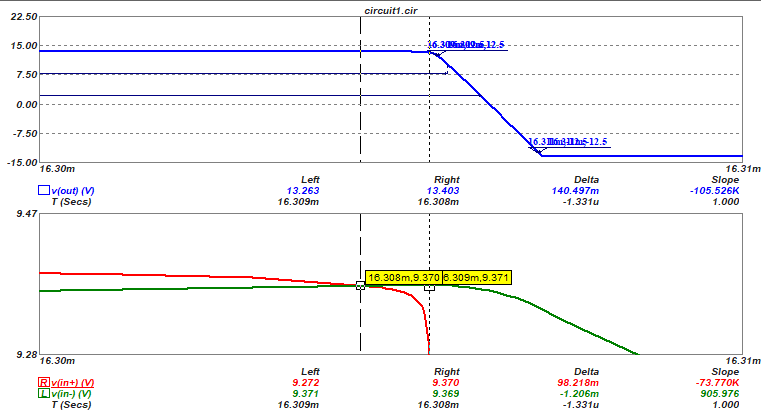 circuit1.cir
22.50
15.00
7.50
0.00
-7.50
-15.00
16.30m
16.31m
Left Right Delta Slope
v(out) (V) 13.263 13.403 140.497m -105.526K
T (Secs) 16.309m 16.308m -1.331u 1.000
9.47
16.308m,9.370 6.309m,9.371
9.28
16.30m 16.31m
Left Right Delta Slope
R v(in+) (V) 9.272 9.370 98.218m -73.770K
L v(in-) (V) 9.371 9.369 -1.206m 905.976
T (Secs) 16.309m 16.308m -1.331u 1.000